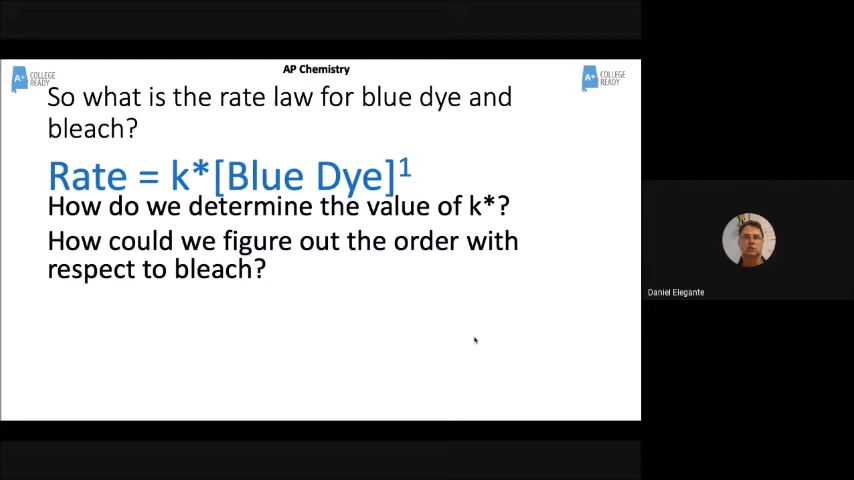 AP Chemistry
A+ COLLEGE READY
A+ COLLEGE READY
So what is the rate law for blue dye and
bleach?
Rate = k*[Blue Dye]¹
How do we determine the value of k*?
How could we figure out the order with
respect to bleach?
Daniel Elegante